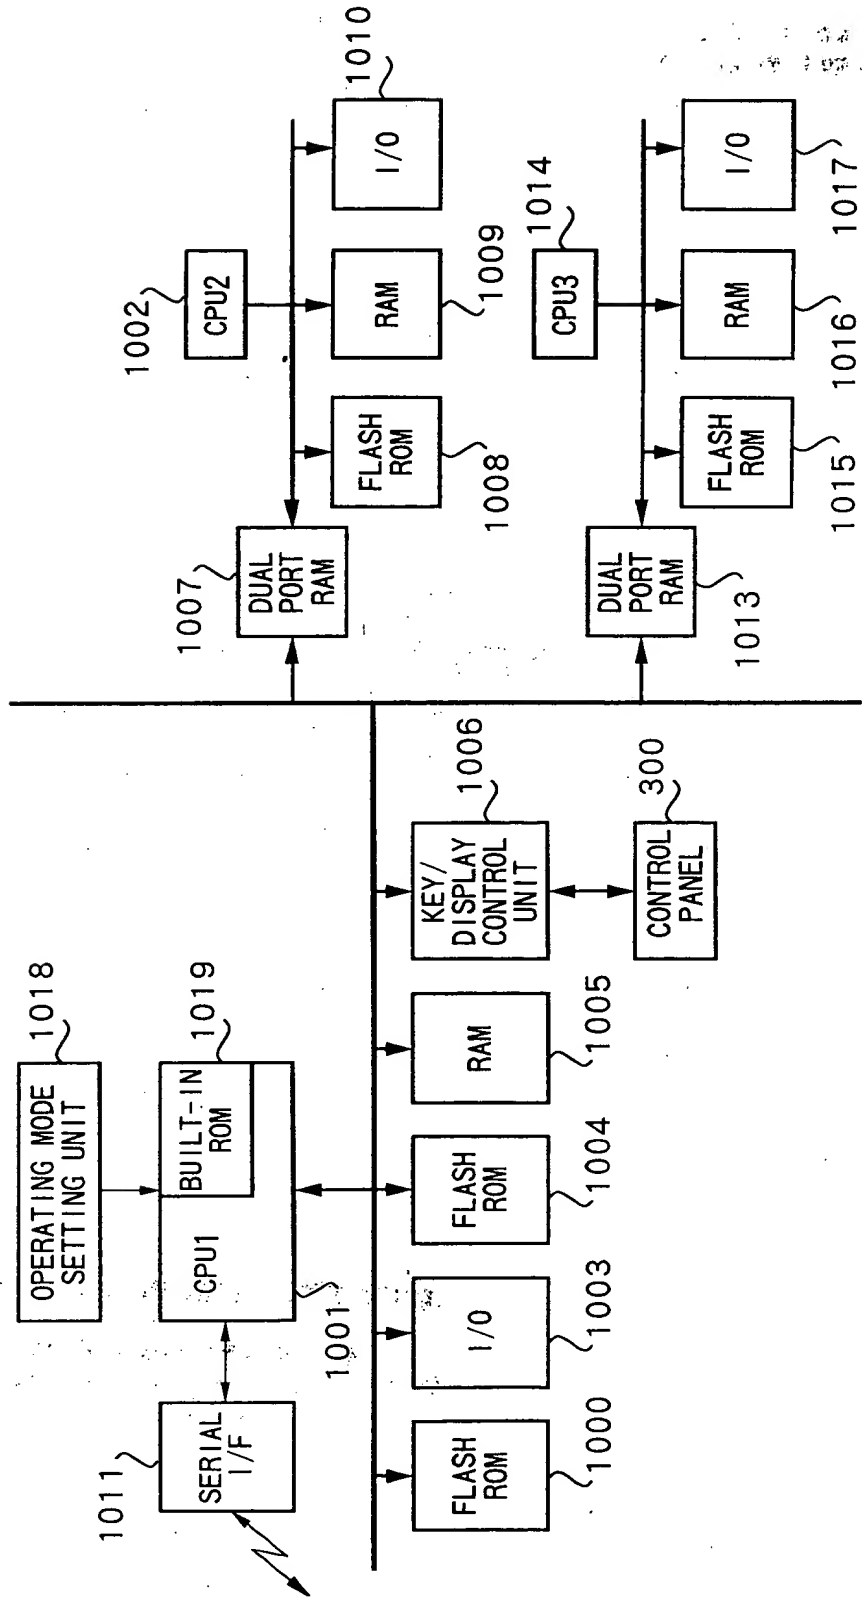 1018
OPERATING MODE
SETTING UNIT
1011
SERIAL
I/F
CPU1
BUILT-IN
ROM
1019
1001
FLASH
ROM
1000
I/O
1003
FLASH
ROM
1004
RAM
1005
KEY/
DISPLAY
CONTROL
UNIT
1006
CONTROL
PANEL
300
1007
DUAL
PORT
RAM
1002
CPU2
FLASH
ROM
1008
RAM
1009
I/O
1010
DUAL
PORT
RAM
1013
CPU3
1014
FLASH
ROM
1015
RAM
1016
I/O
1017